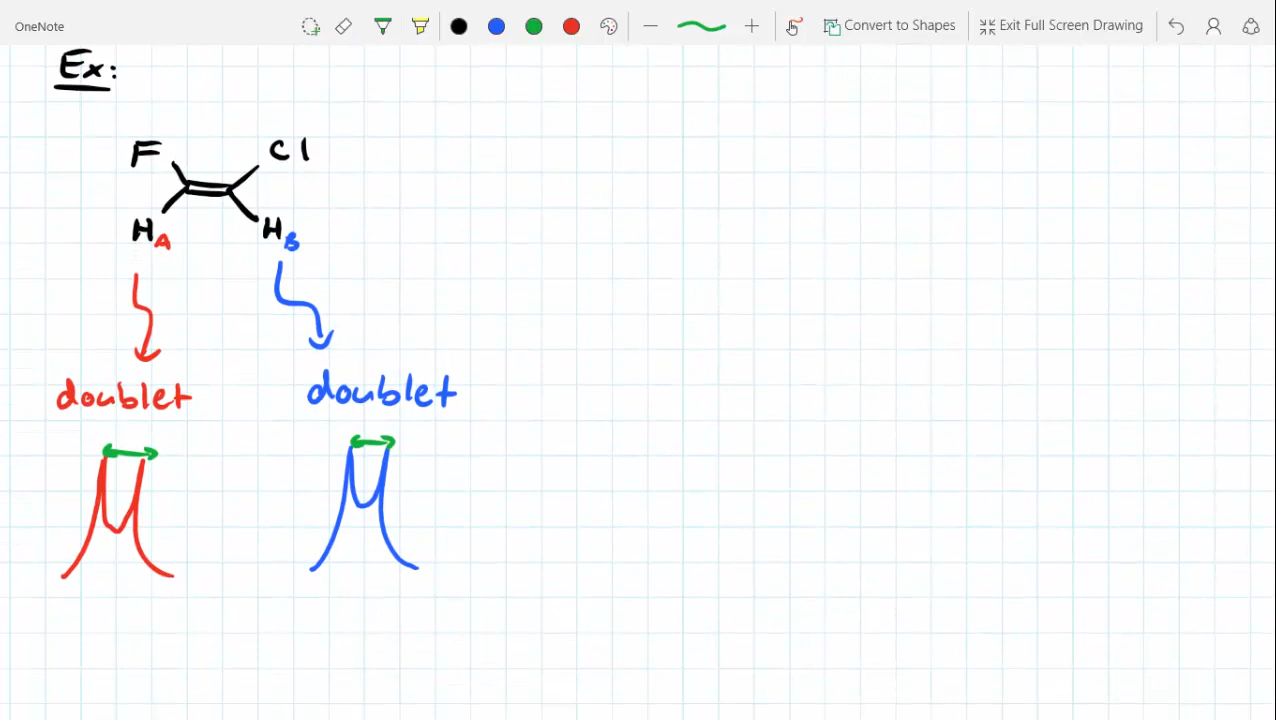 OneNote
Convert to Shapes
Exit Full Screen Drawing
Ex:
F Cl
HA HB
doublet doublet